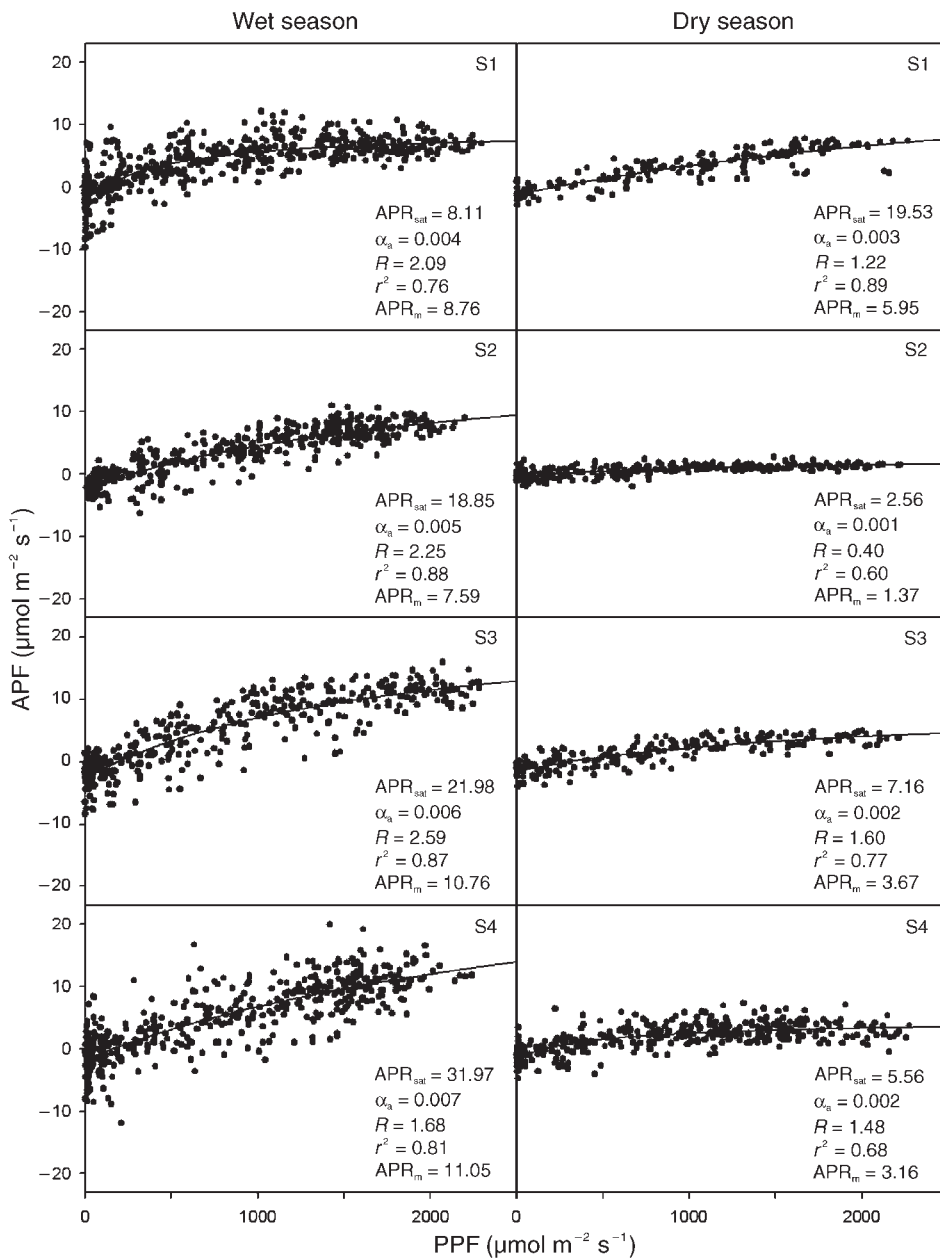 Wet season
Dry season
S1
20
10
0
−10
−20
APR_sat = 8.11
α_a = 0.004
R = 2.09
r² = 0.76
APR_m = 8.76
S1
APR_sat = 19.53
α_a = 0.003
R = 1.22
r² = 0.89
APR_m = 5.95
S2
20
10
0
−10
−20
APR_sat = 18.85
α_a = 0.005
R = 2.25
r² = 0.88
APR_m = 7.59
S2
APR_sat = 2.56
α_a = 0.001
R = 0.40
r² = 0.60
APR_m = 1.37
APF (µmol m⁻² s⁻¹)
S3
20
10
0
−10
−20
APR_sat = 21.98
α_a = 0.006
R = 2.59
r² = 0.87
APR_m = 10.76
S3
APR_sat = 7.16
α_a = 0.002
R = 1.60
r² = 0.77
APR_m = 3.67
S4
20
10
0
−10
−20
APR_sat = 31.97
α_a = 0.007
R = 1.68
r² = 0.81
APR_m = 11.05
S4
APR_sat = 5.56
α_a = 0.002
R = 1.48
r² = 0.68
APR_m = 3.16
0 1000 2000
0 1000 2000
PPF (µmol m⁻² s⁻¹)